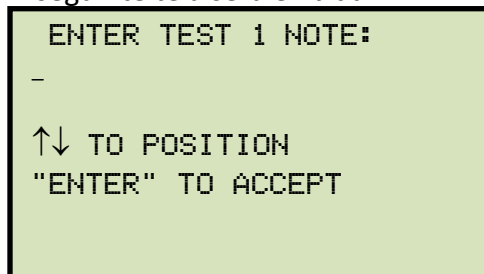 ENTER TEST 1 NOTE:
_
↑↓ TO POSITION
"ENTER" TO ACCEPT